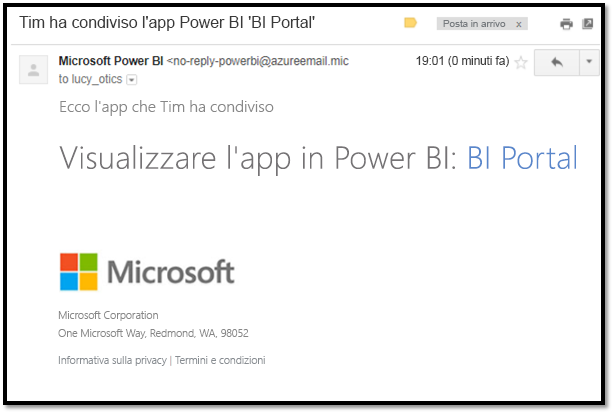 Tim ha condiviso l'app Power BI 'BI Portal'
Posta in arrivo x
Microsoft Power BI <no-reply-powerbi@azureemail.mic
19:01 (0 minuti fa)
to lucy_otics
Ecco l'app che Tim ha condiviso
Visualizzare l'app in Power BI: BI Portal
Microsoft
Microsoft Corporation
One Microsoft Way, Redmond, WA, 98052
Informativa sulla privacy | Termini e condizioni